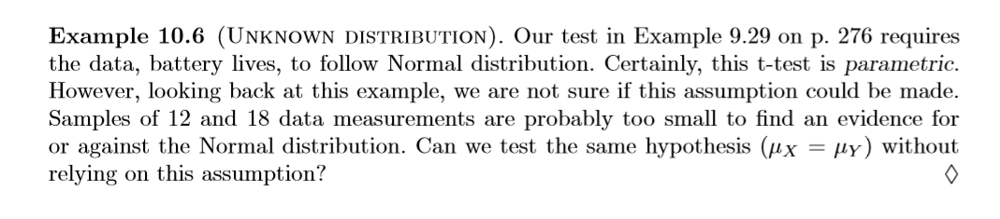 Example 10.6 (UNKNOWN DISTRIBUTION). Our test in Example 9.29 on p. 276 requires
the data, battery lives, to follow Normal distribution. Certainly, this t-test is parametric.
However, looking back at this example, we are not sure if this assumption could be made.
Samples of 12 and 18 data measurements are probably too small to find an evidence for
or against the Normal distribution. Can we test the same hypothesis (μX = μY) without
relying on this assumption? ◊